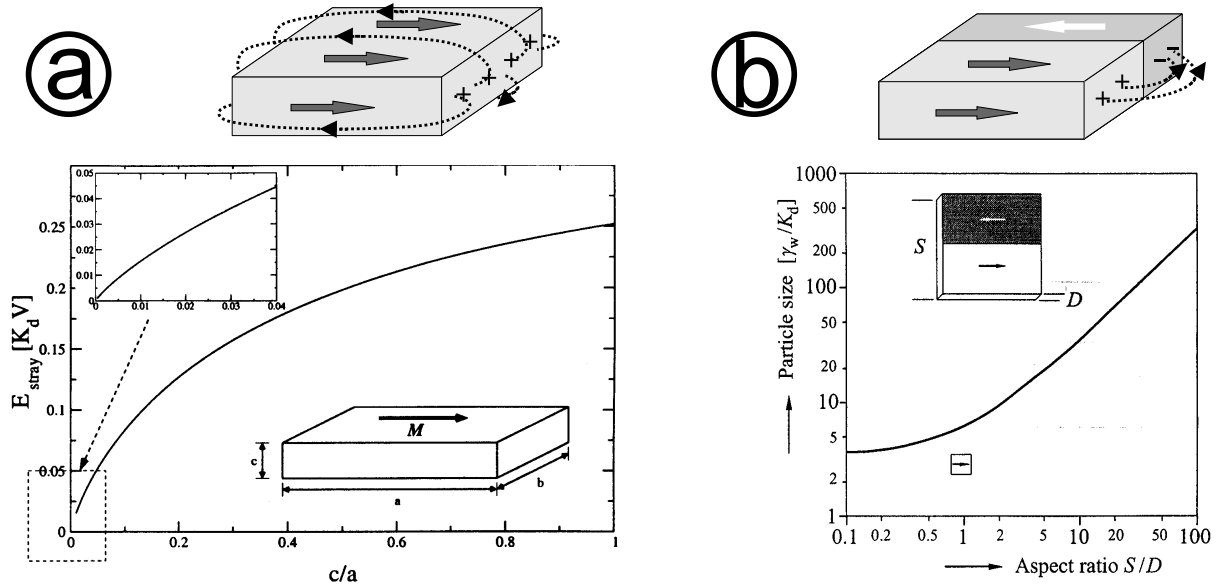 a
+ + + +
0.05
0.04
0.03
0.02
0.01
0
0.01 0.02 0.03 0.04
0.25
0.2
0.15
0.1
0.05
0
0 0.2 0.4 0.6 0.8 1
E stray [K_d V]
c/a
M
c
a
b
b
+ + − −
1000
500
200
100
50
20
10
5
2
1
0.1 0.2 0.5 1 2 5 10 20 50 100
Particle size [γ_w/K_d]
Aspect ratio S/D
S
D